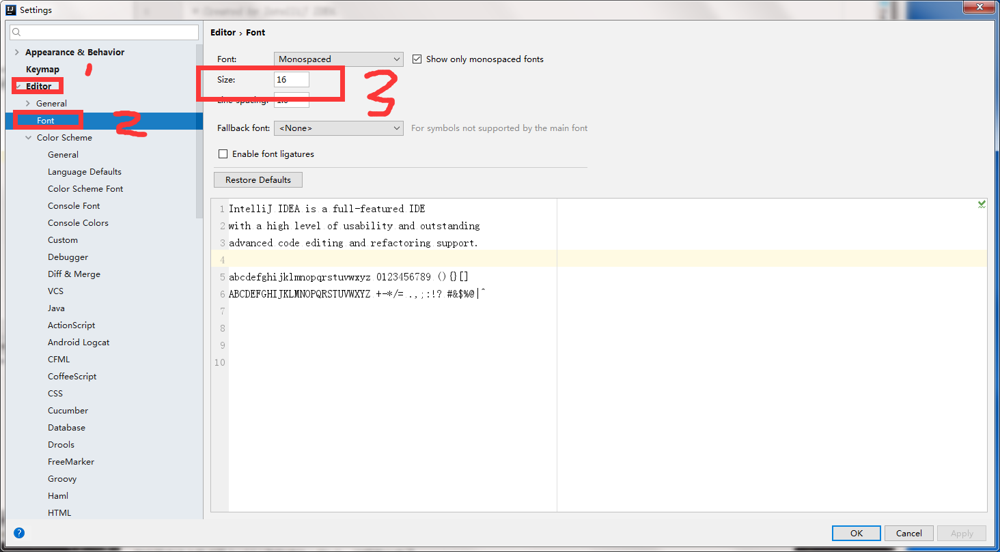 Settings
Editor › Font
Appearance & Behavior
Keymap
1
Editor
General
Font
2
Color Scheme
General
Language Defaults
Color Scheme Font
Console Font
Console Colors
Custom
Debugger
Diff & Merge
VCS
Java
ActionScript
Android Logcat
CFML
CoffeeScript
CSS
Cucumber
Database
Drools
FreeMarker
Groovy
Haml
HTML
Font: Monospaced Show only monospaced fonts
Size: 16
3
Line spacing:
Fallback font: <None> For symbols not supported by the main font
Enable font ligatures
Restore Defaults
1 IntelliJ IDEA is a full-featured IDE
2 with a high level of usability and outstanding
3 advanced code editing and refactoring support.
4
5 abcdefghijklmnopqrstuvwxyz 0123456789 (){}[]
6 ABCDEFGHIJKLMNOPQRSTUVWXYZ +-*/= .,;:!? #&$%@|^
7
8
9
10
? OK Cancel Apply